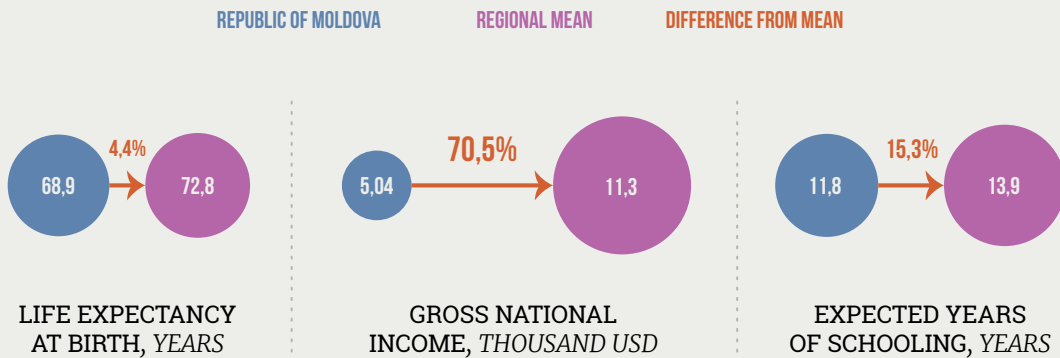 REPUBLIC OF MOLDOVA
REGIONAL MEAN
DIFFERENCE FROM MEAN
68,9
4,4%
72,8
LIFE EXPECTANCY
AT BIRTH, YEARS
5,04
70,5%
11,3
GROSS NATIONAL
INCOME, THOUSAND USD
11,8
15,3%
13,9
EXPECTED YEARS
OF SCHOOLING, YEARS